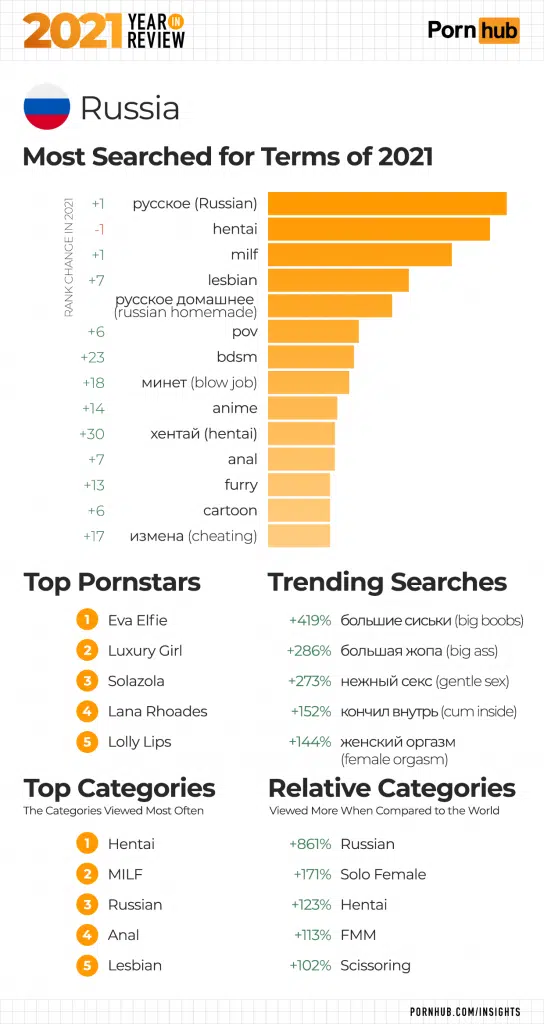 2021 YEAR IN REVIEW
Pornhub
Russia
Most Searched for Terms of 2021
RANK CHANGE IN 2021
+1 русское (Russian)
-1 hentai
+1 milf
+7 lesbian
русское домашнее
(russian homemade)
+6 pov
+23 bdsm
+18 минет (blow job)
+14 anime
+30 хентай (hentai)
+7 anal
+13 furry
+6 cartoon
+17 измена (cheating)
Top Pornstars
1 Eva Elfie
2 Luxury Girl
3 Solazola
4 Lana Rhoades
5 Lolly Lips
Trending Searches
+419% большие сиськи (big boobs)
+286% большая жопа (big ass)
+273% нежный секс (gentle sex)
+152% кончил внутрь (cum inside)
+144% женский оргазм
(female orgasm)
Top Categories
The Categories Viewed Most Often
1 Hentai
2 MILF
3 Russian
4 Anal
5 Lesbian
Relative Categories
Viewed More When Compared to the World
+861% Russian
+171% Solo Female
+123% Hentai
+113% FMM
+102% Scissoring
PORNHUB.COM/INSIGHTS